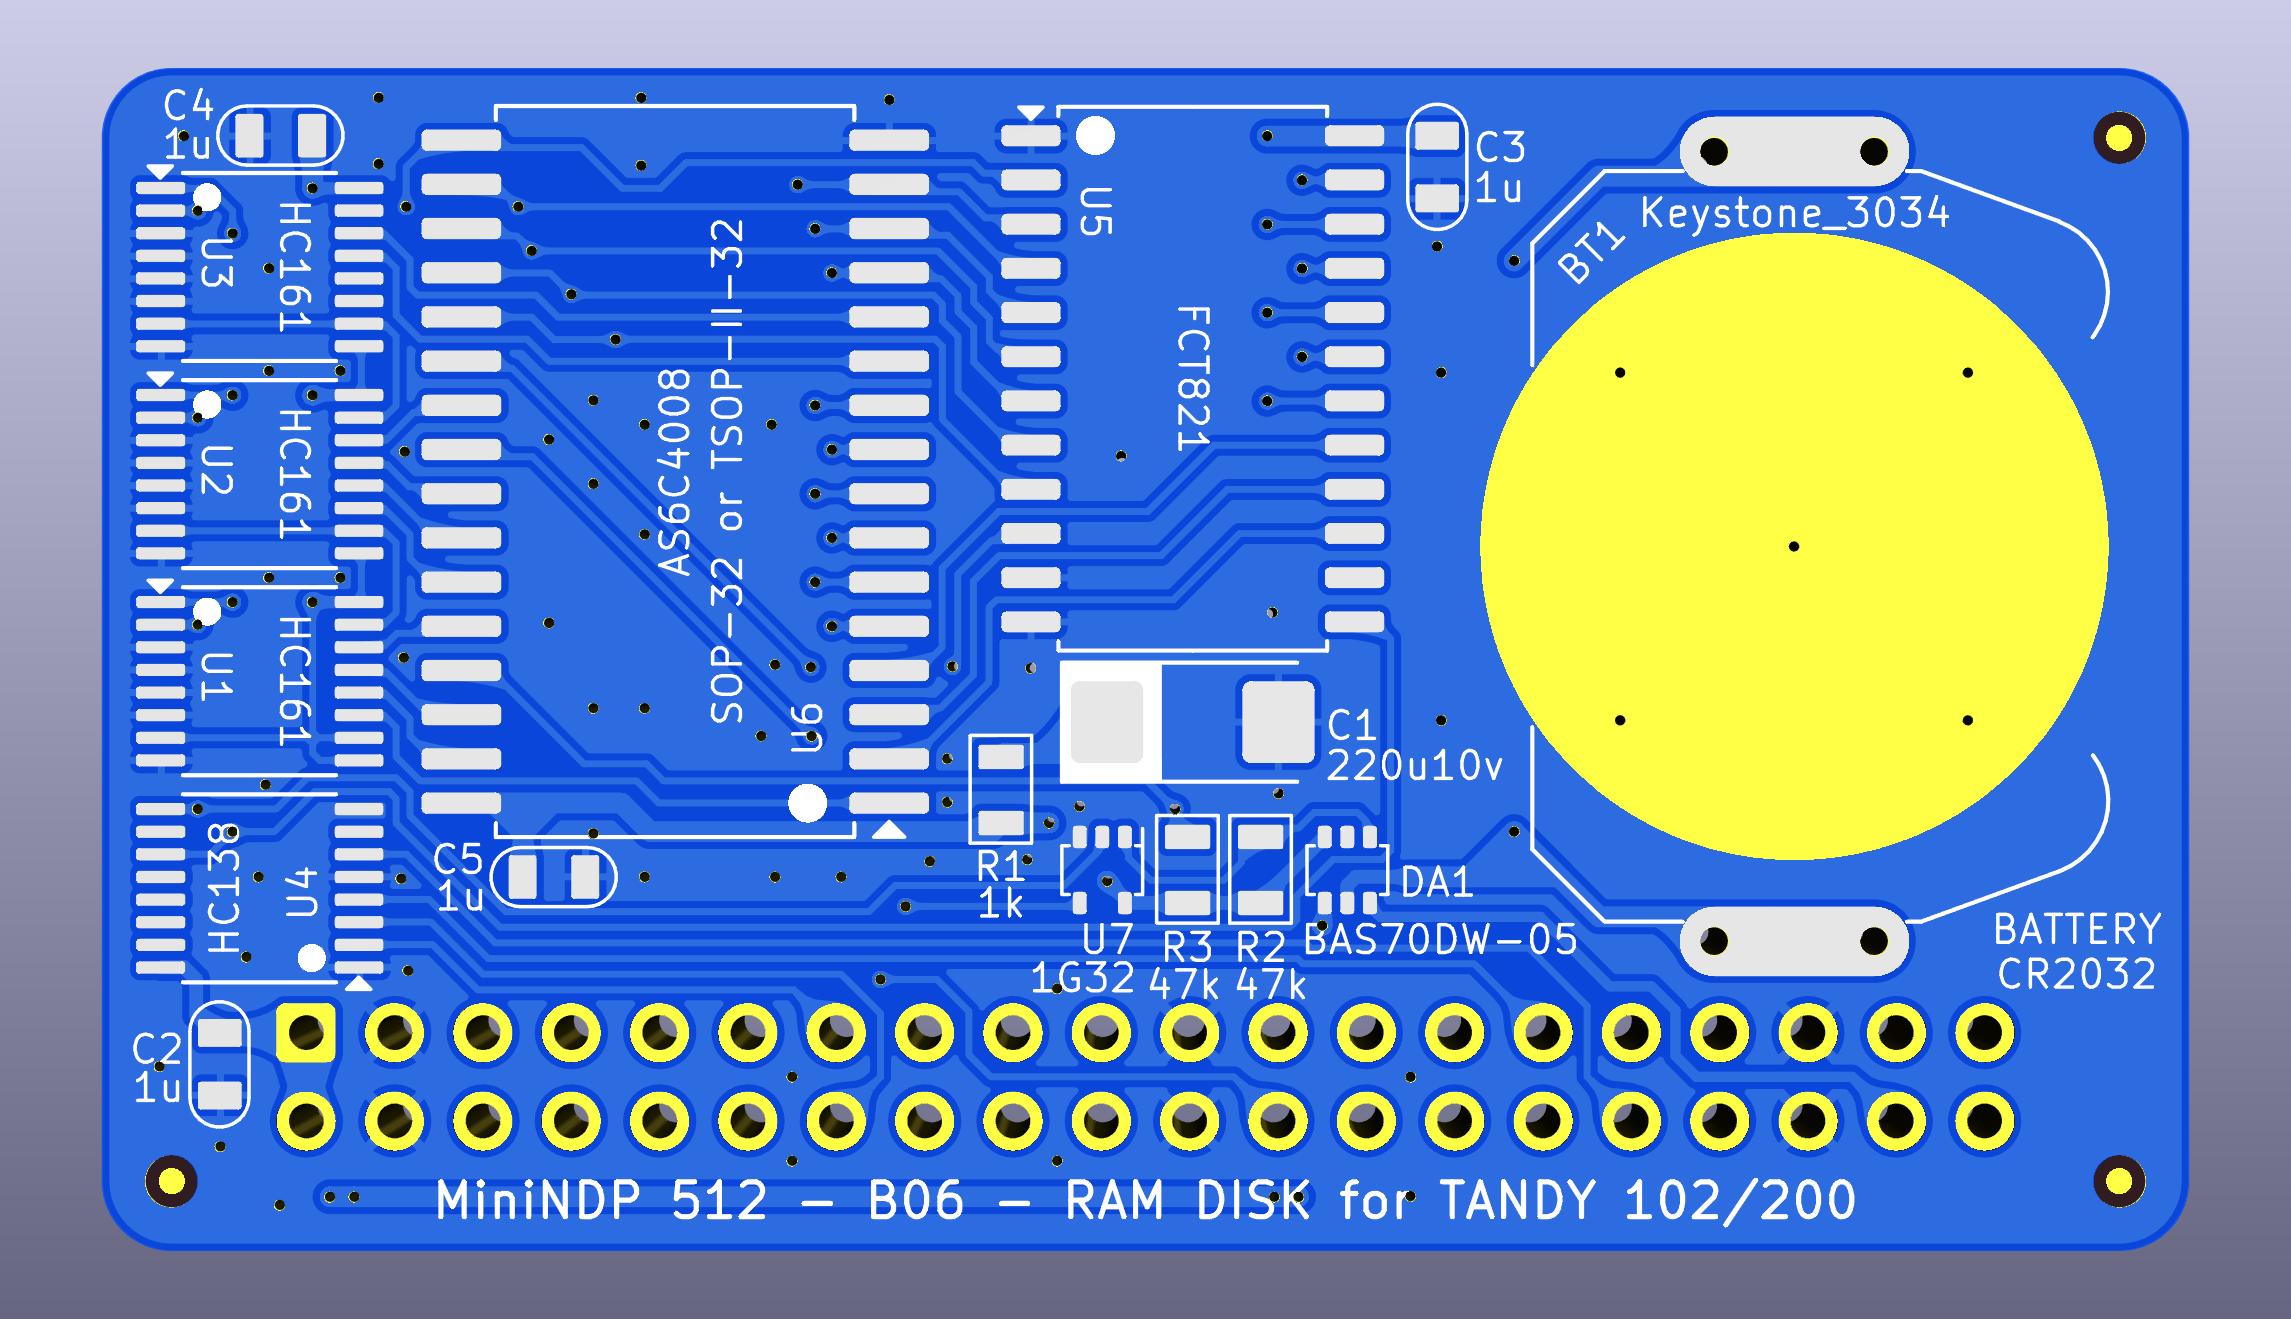 C4
1u
U3
HC161
U2
HC161
U1
HC161
HC138
U4
C2
1u
C5
1u
AS6C4008
SOP-32 or TSOP-II-32
U6
U5
FCT821
C3
1u
Keystone_3034
BT1
C1
220u10v
R1
1k
U7
1G32
R3
47k
R2
47k
DA1
BAS70DW-05
BATTERY
CR2032
MiniNDP 512 - B06 - RAM DISK for TANDY 102/200